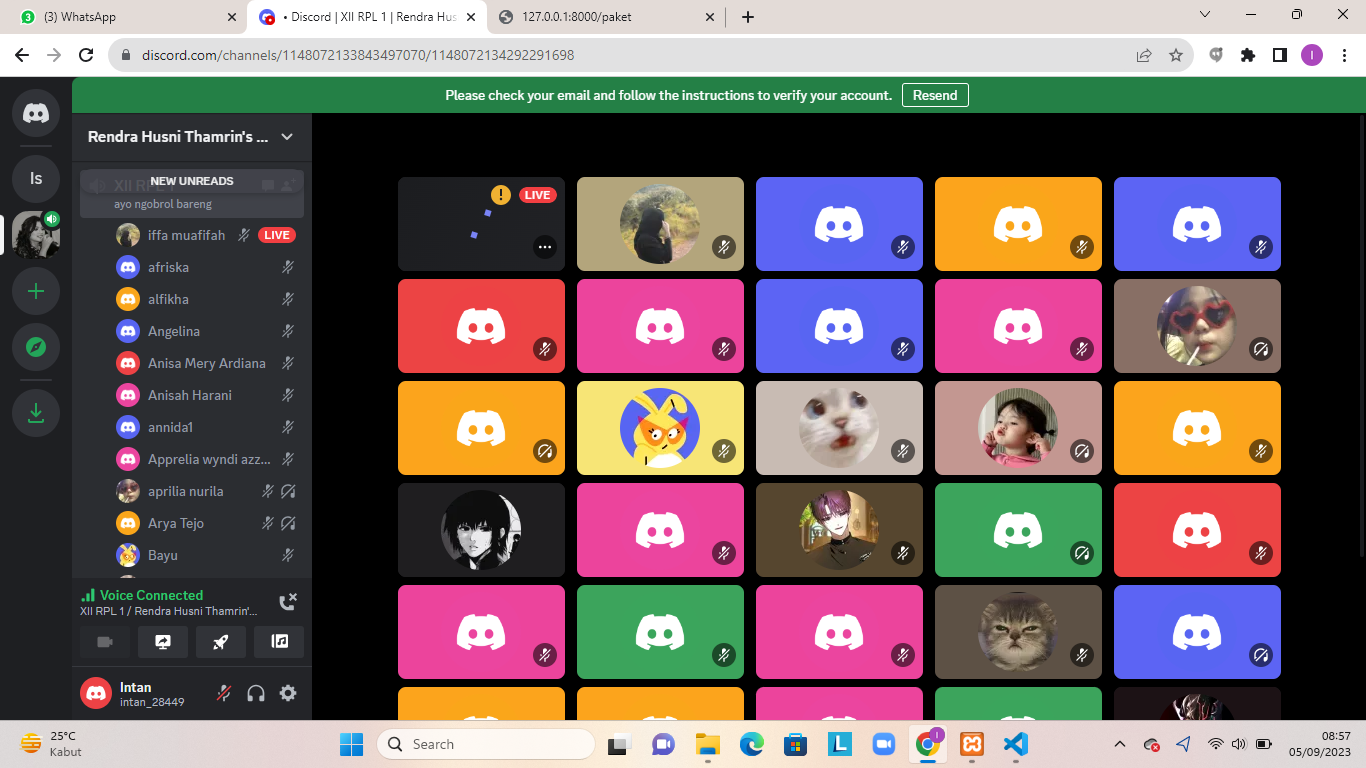 (3) WhatsApp
• Discord | XII RPL 1 | Rendra Hus
127.0.0.1:8000/paket
discord.com/channels/1148072133843497070/1148072134292291698
I
Please check your email and follow the instructions to verify your account.
Resend
Rendra Husni Thamrin's ...
Is
XII RPL 1
NEW UNREADS
ayo ngobrol bareng
iffa muafifah
LIVE
afriska
alfikha
Angelina
Anisa Mery Ardiana
Anisah Harani
annida1
Apprelia wyndi azz...
aprilia nurila
Arya Tejo
Bayu
LIVE
Voice Connected
XII RPL 1 / Rendra Husni Thamrin'...
Intan
intan_28449
25°C
Kabut
Search
L
I
08:57
05/09/2023